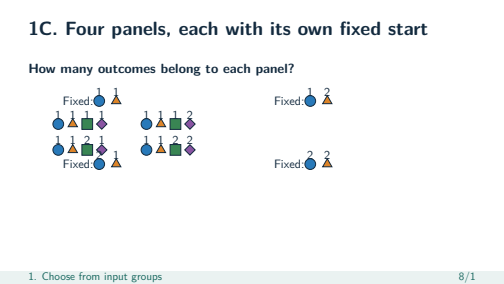 1C. Four panels, each with its own fixed start
How many outcomes belong to each panel?
1 1
Fixed:
1 2
Fixed:
1 1 1 1
1 1 1 2
1 1 2 1
1 1 2 2
1
Fixed:
2 2
Fixed:
1. Choose from input groups
8/1